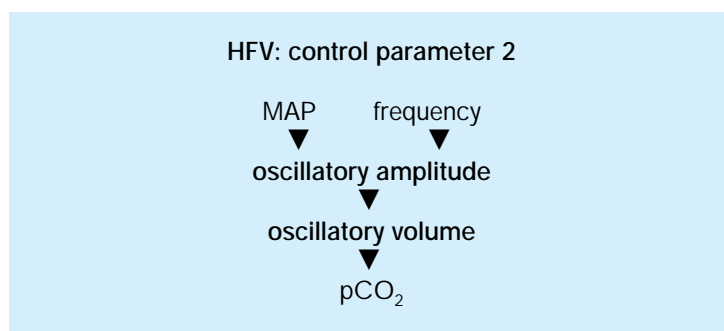 HFV: control parameter 2
MAP frequency
oscillatory amplitude
oscillatory volume
pCO₂